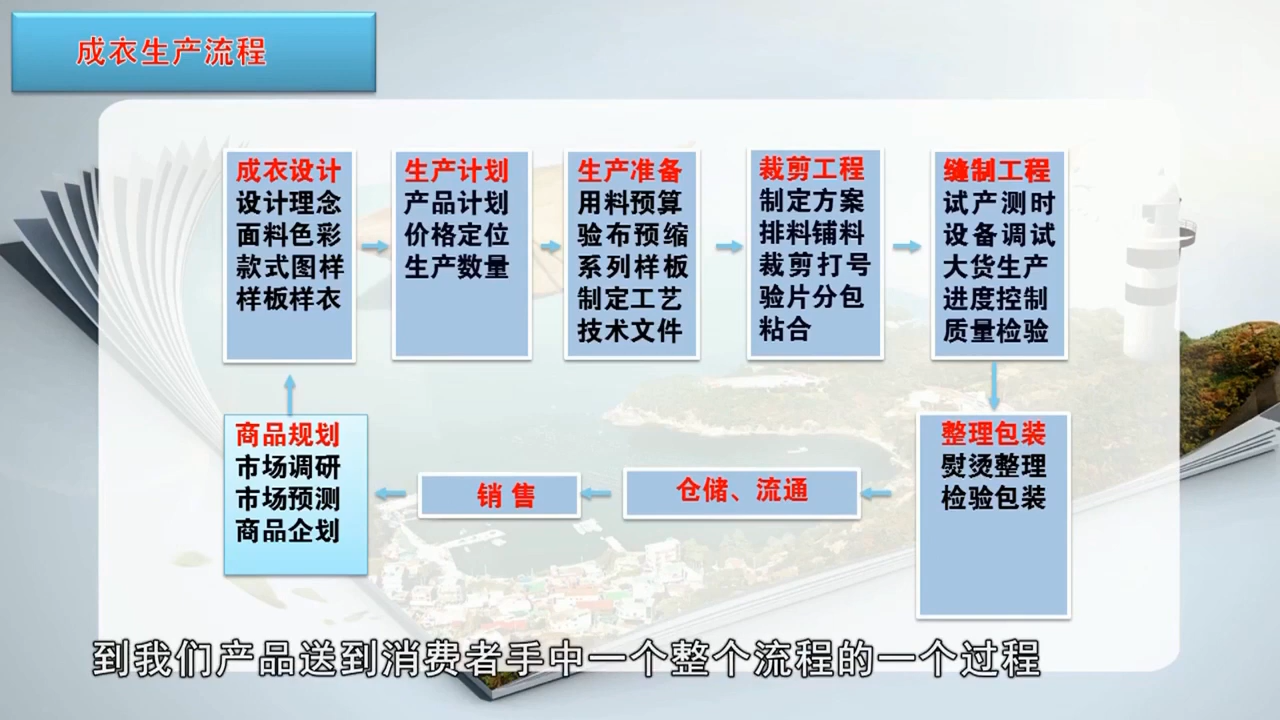 成衣生产流程
成衣设计
设计理念
面料色彩
款式图样
样板样衣
生产计划
产品计划
价格定位
生产数量
生产准备
用料预算
验布预缩
系列样板
制定工艺
技术文件
裁剪工程
制定方案
排料铺料
裁剪打号
验片分包
粘合
缝制工程
试产测时
设备调试
大货生产
进度控制
质量检验
商品规划
市场调研
市场预测
商品企划
销售
仓储、流通
整理包装
熨烫整理
检验包装
到我们产品送到消费者手中一个整个流程的一个过程